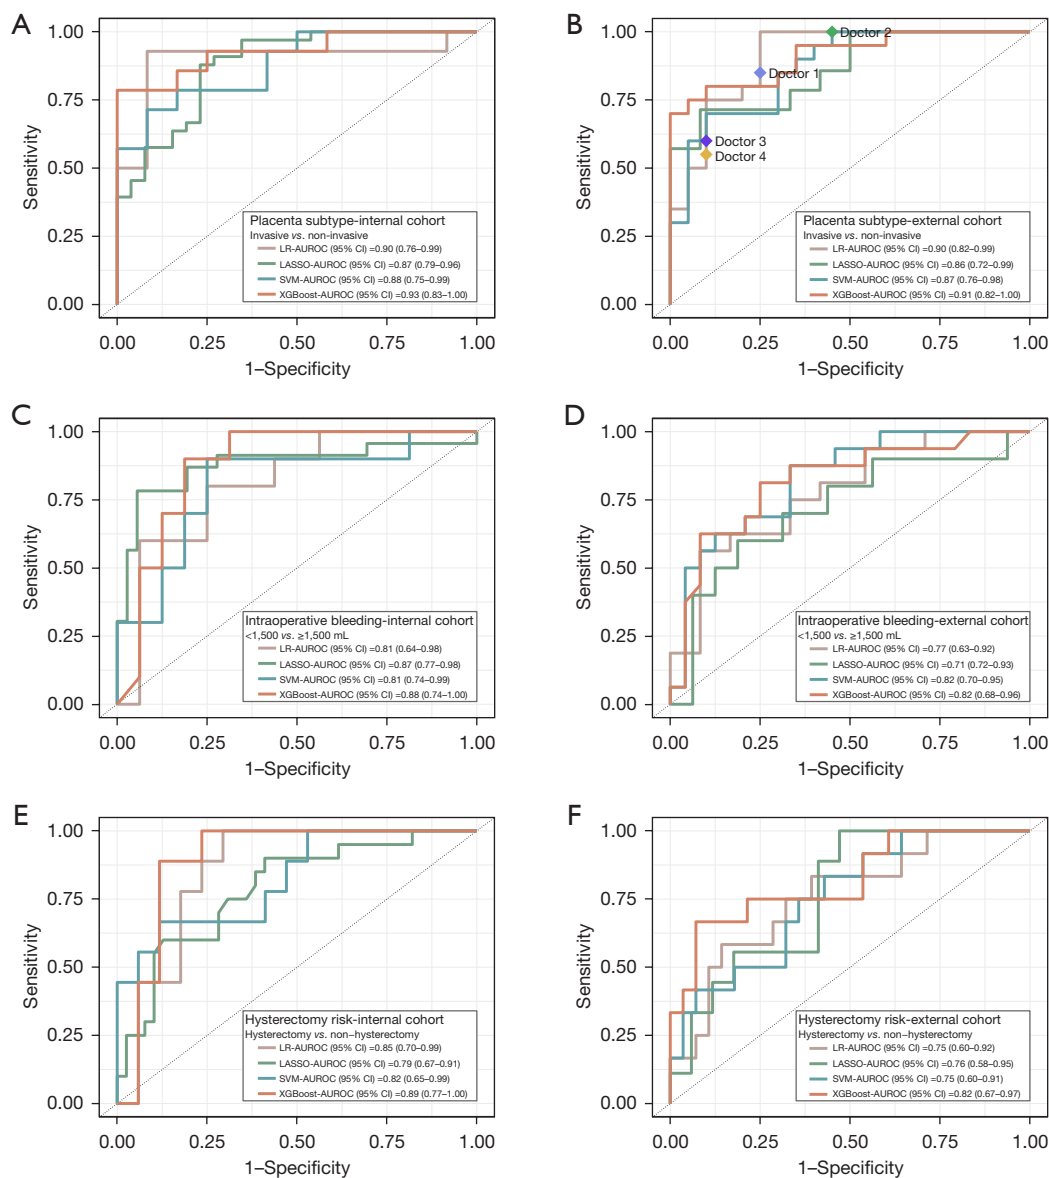 A
1.00
0.75
0.50
0.25
0.00
Sensitivity
Placenta subtype-internal cohort
Invasive vs. non-invasive
LR-AUROC (95% CI) =0.90 (0.76–0.99)
LASSO-AUROC (95% CI) =0.87 (0.79–0.96)
SVM-AUROC (95% CI) =0.88 (0.75–0.99)
XGBoost-AUROC (95% CI) =0.93 (0.83–1.00)
0.00 0.25 0.50 0.75 1.00
1–Specificity
B
1.00
0.75
0.50
0.25
0.00
Sensitivity
Doctor 2
Doctor 1
Doctor 3
Doctor 4
Placenta subtype-external cohort
Invasive vs. non-invasive
LR-AUROC (95% CI) =0.90 (0.82–0.99)
LASSO-AUROC (95% CI) =0.86 (0.72–0.99)
SVM-AUROC (95% CI) =0.87 (0.76–0.98)
XGBoost-AUROC (95% CI) =0.91 (0.82–1.00)
0.00 0.25 0.50 0.75 1.00
1–Specificity
C
1.00
0.75
0.50
0.25
0.00
Sensitivity
Intraoperative bleeding-internal cohort
<1,500 vs. ≥1,500 mL
LR-AUROC (95% CI) =0.81 (0.64–0.98)
LASSO-AUROC (95% CI) =0.87 (0.77–0.98)
SVM-AUROC (95% CI) =0.81 (0.74–0.99)
XGBoost-AUROC (95% CI) =0.88 (0.74–1.00)
0.00 0.25 0.50 0.75 1.00
1–Specificity
D
1.00
0.75
0.50
0.25
0.00
Sensitivity
Intraoperative bleeding-external cohort
<1,500 vs. ≥1,500 mL
LR-AUROC (95% CI) =0.77 (0.63–0.92)
LASSO-AUROC (95% CI) =0.71 (0.72–0.93)
SVM-AUROC (95% CI) =0.82 (0.70–0.95)
XGBoost-AUROC (95% CI) =0.82 (0.68–0.96)
0.00 0.25 0.50 0.75 1.00
1–Specificity
E
1.00
0.75
0.50
0.25
0.00
Sensitivity
Hysterectomy risk-internal cohort
Hysterectomy vs. non–hysterectomy
LR-AUROC (95% CI) =0.85 (0.70–0.99)
LASSO-AUROC (95% CI) =0.79 (0.67–0.91)
SVM-AUROC (95% CI) =0.82 (0.65–0.99)
XGBoost-AUROC (95% CI) =0.89 (0.77–1.00)
0.00 0.25 0.50 0.75 1.00
1–Specificity
F
1.00
0.75
0.50
0.25
0.00
Sensitivity
Hysterectomy risk-external cohort
Hysterectomy vs. non–hysterectomy
LR-AUROC (95% CI) =0.75 (0.60–0.92)
LASSO-AUROC (95% CI) =0.76 (0.58–0.95)
SVM-AUROC (95% CI) =0.75 (0.60–0.91)
XGBoost-AUROC (95% CI) =0.82 (0.67–0.97)
0.00 0.25 0.50 0.75 1.00
1–Specificity